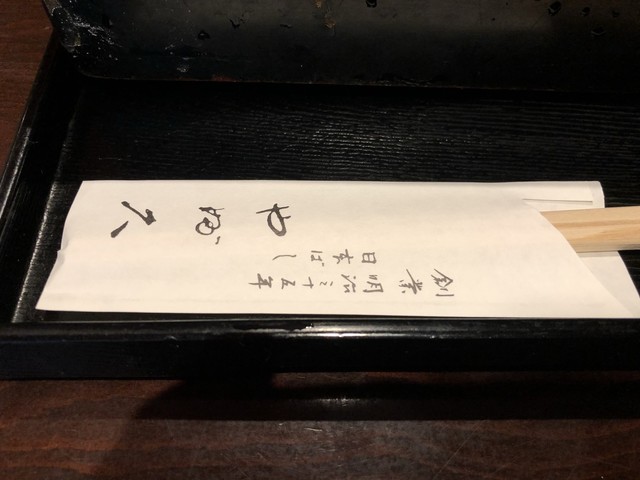 創業 明治三十五年
日本ばし
やぶ久